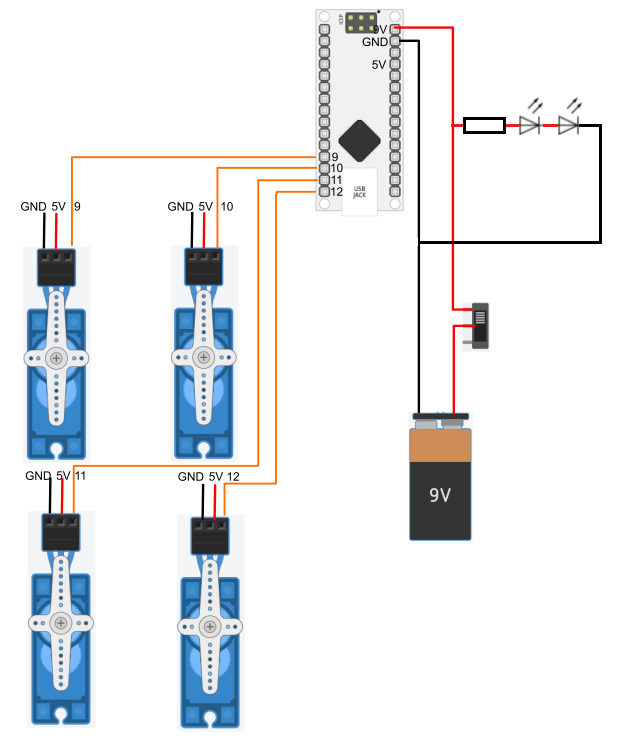 ICSP
9V
GND
5V
9
10
11
12
USB
JACK
GND 5V 9
GND 5V 10
GND 5V 11
GND 5V 12
9V